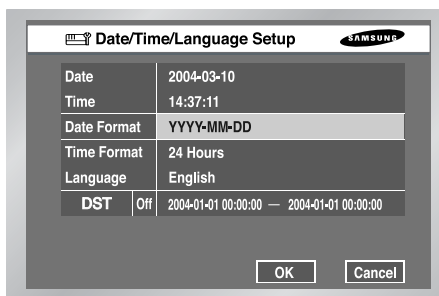 Date/Time/Language Setup
SAMSUNG
Date 2004-03-10
Time 14:37:11
Date Format YYYY-MM-DD
Time Format 24 Hours
Language English
DST Off 2004-01-01 00:00:00 — 2004-01-01 00:00:00
OK Cancel